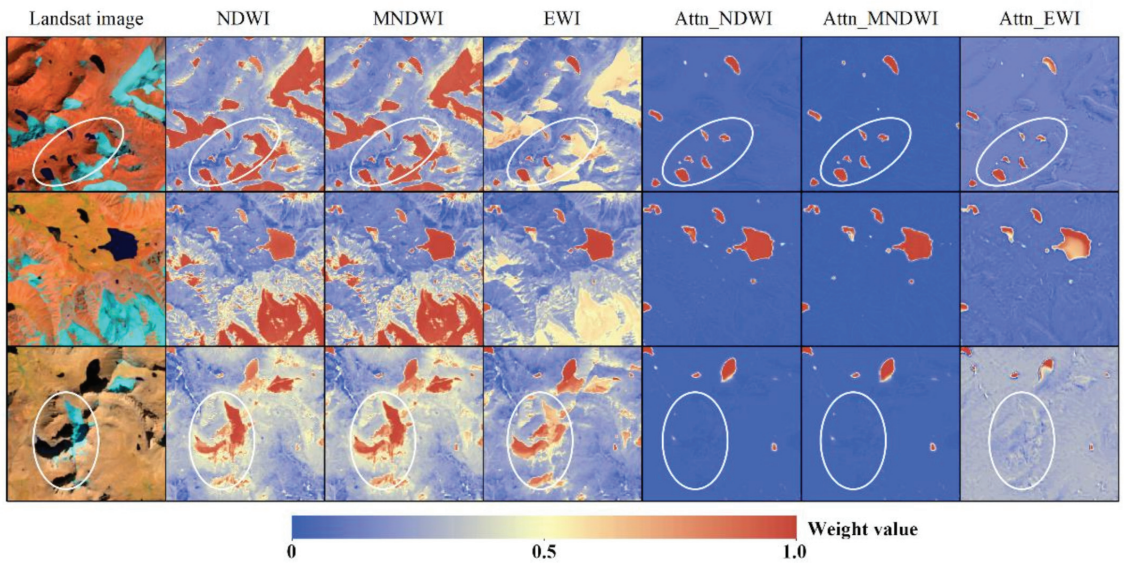 Landsat image NDWI MNDWI EWI Attn_NDWI Attn_MNDWI Attn_EWI
Weight value
0 0.5 1.0